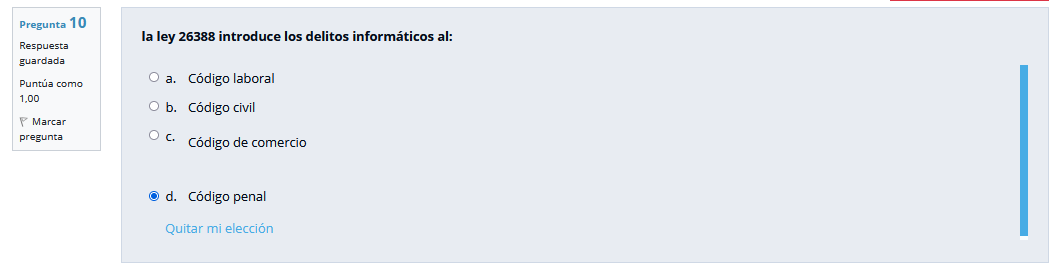 Pregunta 10
Respuesta
guardada
Puntúa como
1,00
Marcar
pregunta
la ley 26388 introduce los delitos informáticos al:
a. Código laboral
b. Código civil
c. Código de comercio
d. Código penal
Quitar mi elección